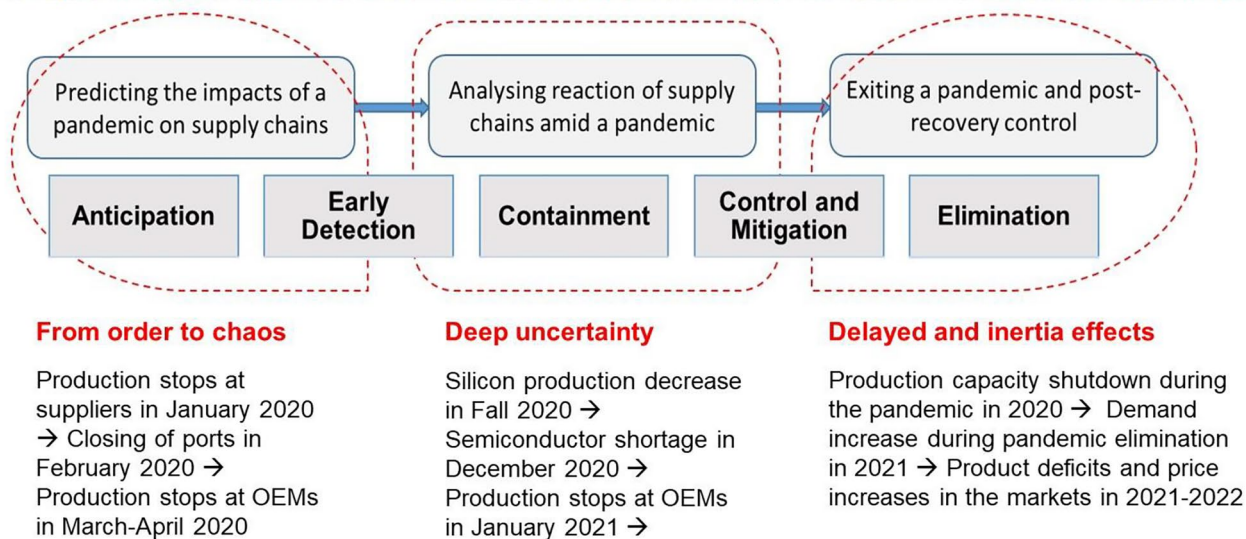 Predicting the impacts of a
pandemic on supply chains
Analysing reaction of supply
chains amid a pandemic
Exiting a pandemic and post-
recovery control
Anticipation
Early
Detection
Containment
Control and
Mitigation
Elimination
From order to chaos
Production stops at
suppliers in January 2020
→ Closing of ports in
February 2020 →
Production stops at OEMs
in March-April 2020
Deep uncertainty
Silicon production decrease
in Fall 2020 →
Semiconductor shortage in
December 2020 →
Production stops at OEMs
in January 2021 →
Delayed and inertia effects
Production capacity shutdown during
the pandemic in 2020 → Demand
increase during pandemic elimination
in 2021 → Product deficits and price
increases in the markets in 2021-2022